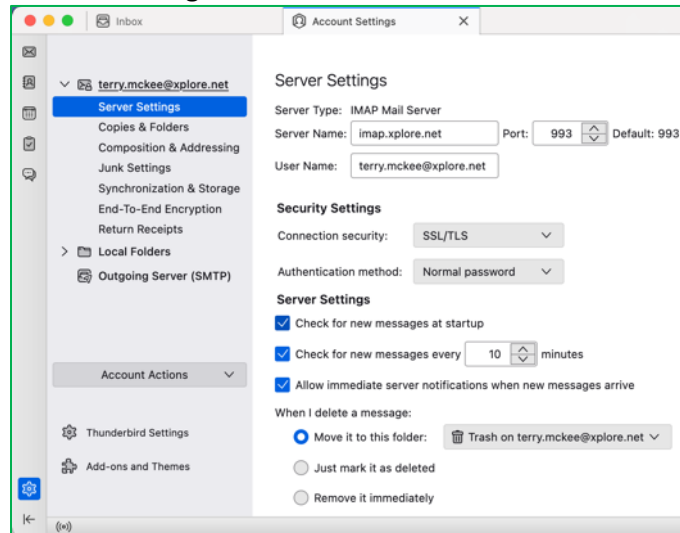 Inbox
Account Settings
terry.mckee@xplore.net
Server Settings
Copies & Folders
Composition & Addressing
Junk Settings
Synchronization & Storage
End-To-End Encryption
Return Receipts
Local Folders
Outgoing Server (SMTP)
Account Actions
Thunderbird Settings
Add-ons and Themes
Server Settings
Server Type: IMAP Mail Server
Server Name: imap.xplore.net Port: 993 Default: 993
User Name: terry.mckee@xplore.net
Security Settings
Connection security: SSL/TLS
Authentication method: Normal password
Server Settings
Check for new messages at startup
Check for new messages every 10 minutes
Allow immediate server notifications when new messages arrive
When I delete a message:
Move it to this folder: Trash on terry.mckee@xplore.net
Just mark it as deleted
Remove it immediately